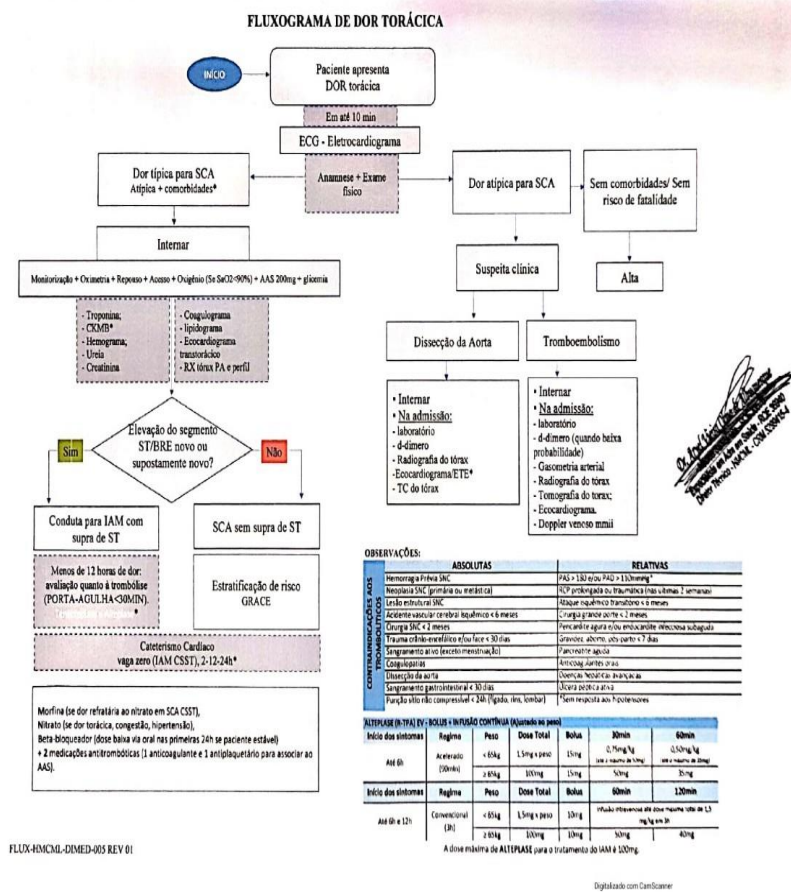 FLUXOGRAMA DE DOR TORÁCICA
INÍCIO
Paciente apresenta
DOR torácica
Em até 10 min
ECG - Eletrocardiograma
Anamnese + Exame
físico
Dor típica para SCA
Atípica + comorbidades*
Dor atípica para SCA
Sem comorbidades/ Sem
risco de fatalidade
Internar
Suspeita clínica
Alta
Monitorização + Oximetria + Repouso + Acesso + Oxigênio (Se SaO2<90%) + AAS 200mg + glicemia
- Troponina;
- CKMB*
- Hemograma;
- Ureia
- Creatinina
- Coagulograma
- lipidograma
- Ecocardiograma
transtorácico
- RX tórax PA e perfil
Dissecção da Aorta
Tromboembolismo
• Internar
• Na admissão:
- laboratório
- d-dimero
- Radiografia do tórax
-Ecocardiograma/ETE*
- TC do tórax
• Internar
• Na admissão:
- laboratório
- d-dimero (quando baixa
probabilidade)
- Gasometria arterial
- Radiografia do tórax
- Tomografia do torax;
- Ecocardiograma.
- Doppler venoso mmii
Elevação do segmento
ST/BRE novo ou
supostamente novo?
Sim
Não
Conduta para IAM com
supra de ST
SCA sem supra de ST
Menos de 12 horas de dor:
avaliação quanto à trombólise
(PORTA-AGULHA<30MIN).
*
Estratificação de risco
GRACE
Cateterismo Cardíaco
vaga zero (IAM CSST), 2-12-24h*
Morfina (se dor refratária ao nitrato em SCA CSST),
Nitrato (se dor torácica, congestão, hipertensão),
Beta-bloqueador (dose baixa via oral nas primeiras 24h se paciente estável)
+ 2 medicações antitrombóticas (1 anticoagulante e 1 antiplaquetário para associar ao
AAS).
OBSERVAÇÕES:
CONTRAINDICAÇÕES AOS
TROMBOLÍTICOS
ABSOLUTAS RELATIVAS
Hemorragia Prévia SNC PAS > 180 e/ou PAD > 110mmHg*
Neoplasia SNC (primária ou metástica) RCP prolongada ou traumática (nas últimas 2 semanas)
Lesão estrutural SNC Ataque isquêmico transitório < 6 meses
Acidente vascular cerebral isquêmico < 6 meses Cirurgia grande porte < 2 meses
Cirurgia SNC < 2 meses Pericardite aguda e/ou endocardite infecciosa subaguda
Trauma crânio-encefálico e/ou face < 30 dias Gravidez, aborto, pós-parto < 7 dias
Sangramento ativo (exceto menstruação) Pancreatite aguda
Coagulopatias Anticoagulantes orais
Dissecção da aorta Doenças hepáticas avançadas
Sangramento gastrointestinal < 30 dias Úlcera péptica ativa
Punção sítio não compressível < 24h (fígado, rins, lombar) *Sem resposta aos hipotensores
ALTEPLASE (R-TPA) EV - BOLUS + INFUSÃO CONTÍNUA (Ajustado ao peso)
Início dos sintomas Regime Peso Dose Total Bolus 30min 60min
Até 6h Acelerado (90min) < 65kg 1,5mg x peso 15mg 0,75mg/kg 0,50mg/kg
≥ 65kg 100mg 15mg 50mg 35mg
Início dos sintomas Regime Peso Dose Total Bolus 60min 120min
Até 6h e 12h Convencional (3h) < 65kg 1,5mg x peso 10mg Infusão intravenosa até dose máxima total de 1,5 mg/kg em 3h
≥ 65kg 100mg 10mg 50mg 40mg
A dose máxima de ALTEPLASE para o tratamento do IAM é 100mg.
FLUX-HMCML-DIMED-005 REV 01
Digitalizado com CamScanner